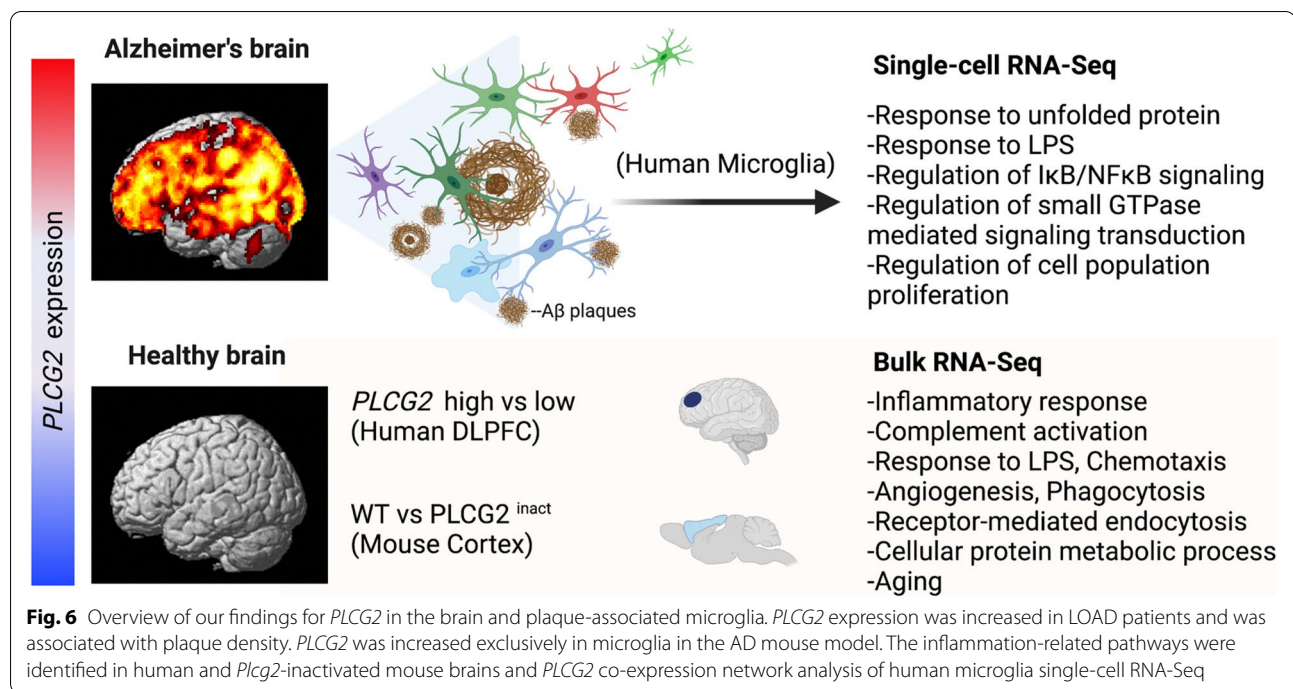 Alzheimer's brain
PLCG2 expression
(Human Microglia)
--Aβ plaques
Single-cell RNA-Seq
-Response to unfolded protein
-Response to LPS
-Regulation of IκB/NFκB signaling
-Regulation of small GTPase
mediated signaling transduction
-Regulation of cell population
proliferation
Healthy brain
PLCG2 high vs low
(Human DLPFC)
WT vs PLCG2 inact
(Mouse Cortex)
Bulk RNA-Seq
-Inflammatory response
-Complement activation
-Response to LPS, Chemotaxis
-Angiogenesis, Phagocytosis
-Receptor-mediated endocytosis
-Cellular protein metabolic process
-Aging
Fig. 6 Overview of our findings for PLCG2 in the brain and plaque-associated microglia. PLCG2 expression was increased in LOAD patients and was
associated with plaque density. PLCG2 was increased exclusively in microglia in the AD mouse model. The inflammation-related pathways were
identified in human and Plcg2-inactivated mouse brains and PLCG2 co-expression network analysis of human microglia single-cell RNA-Seq